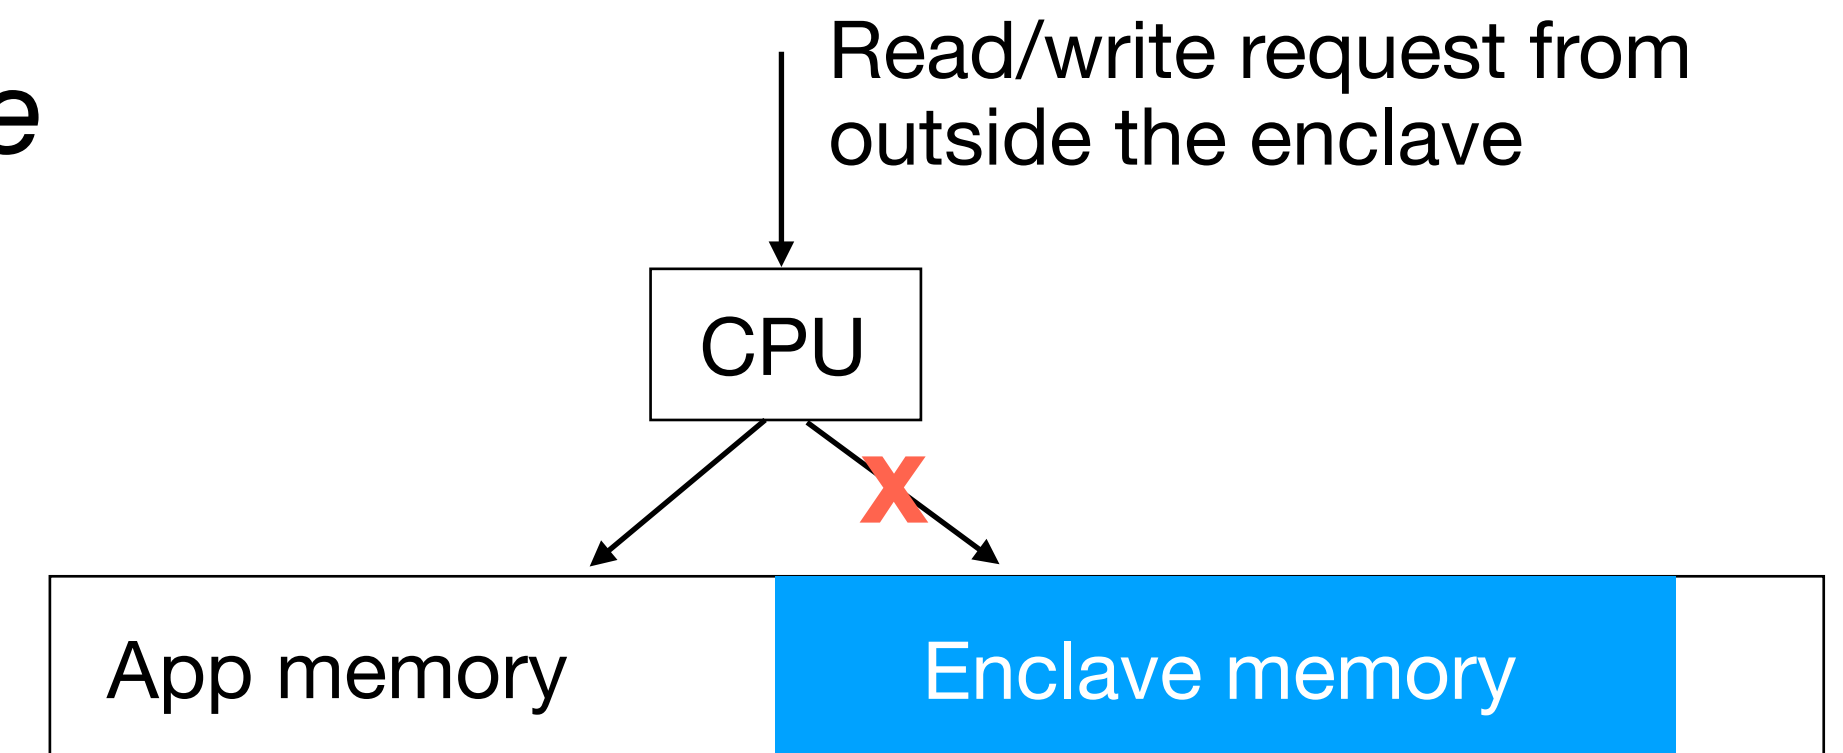 Read/write request from
outside the enclave
e
CPU
x
App memory
Enclave memory